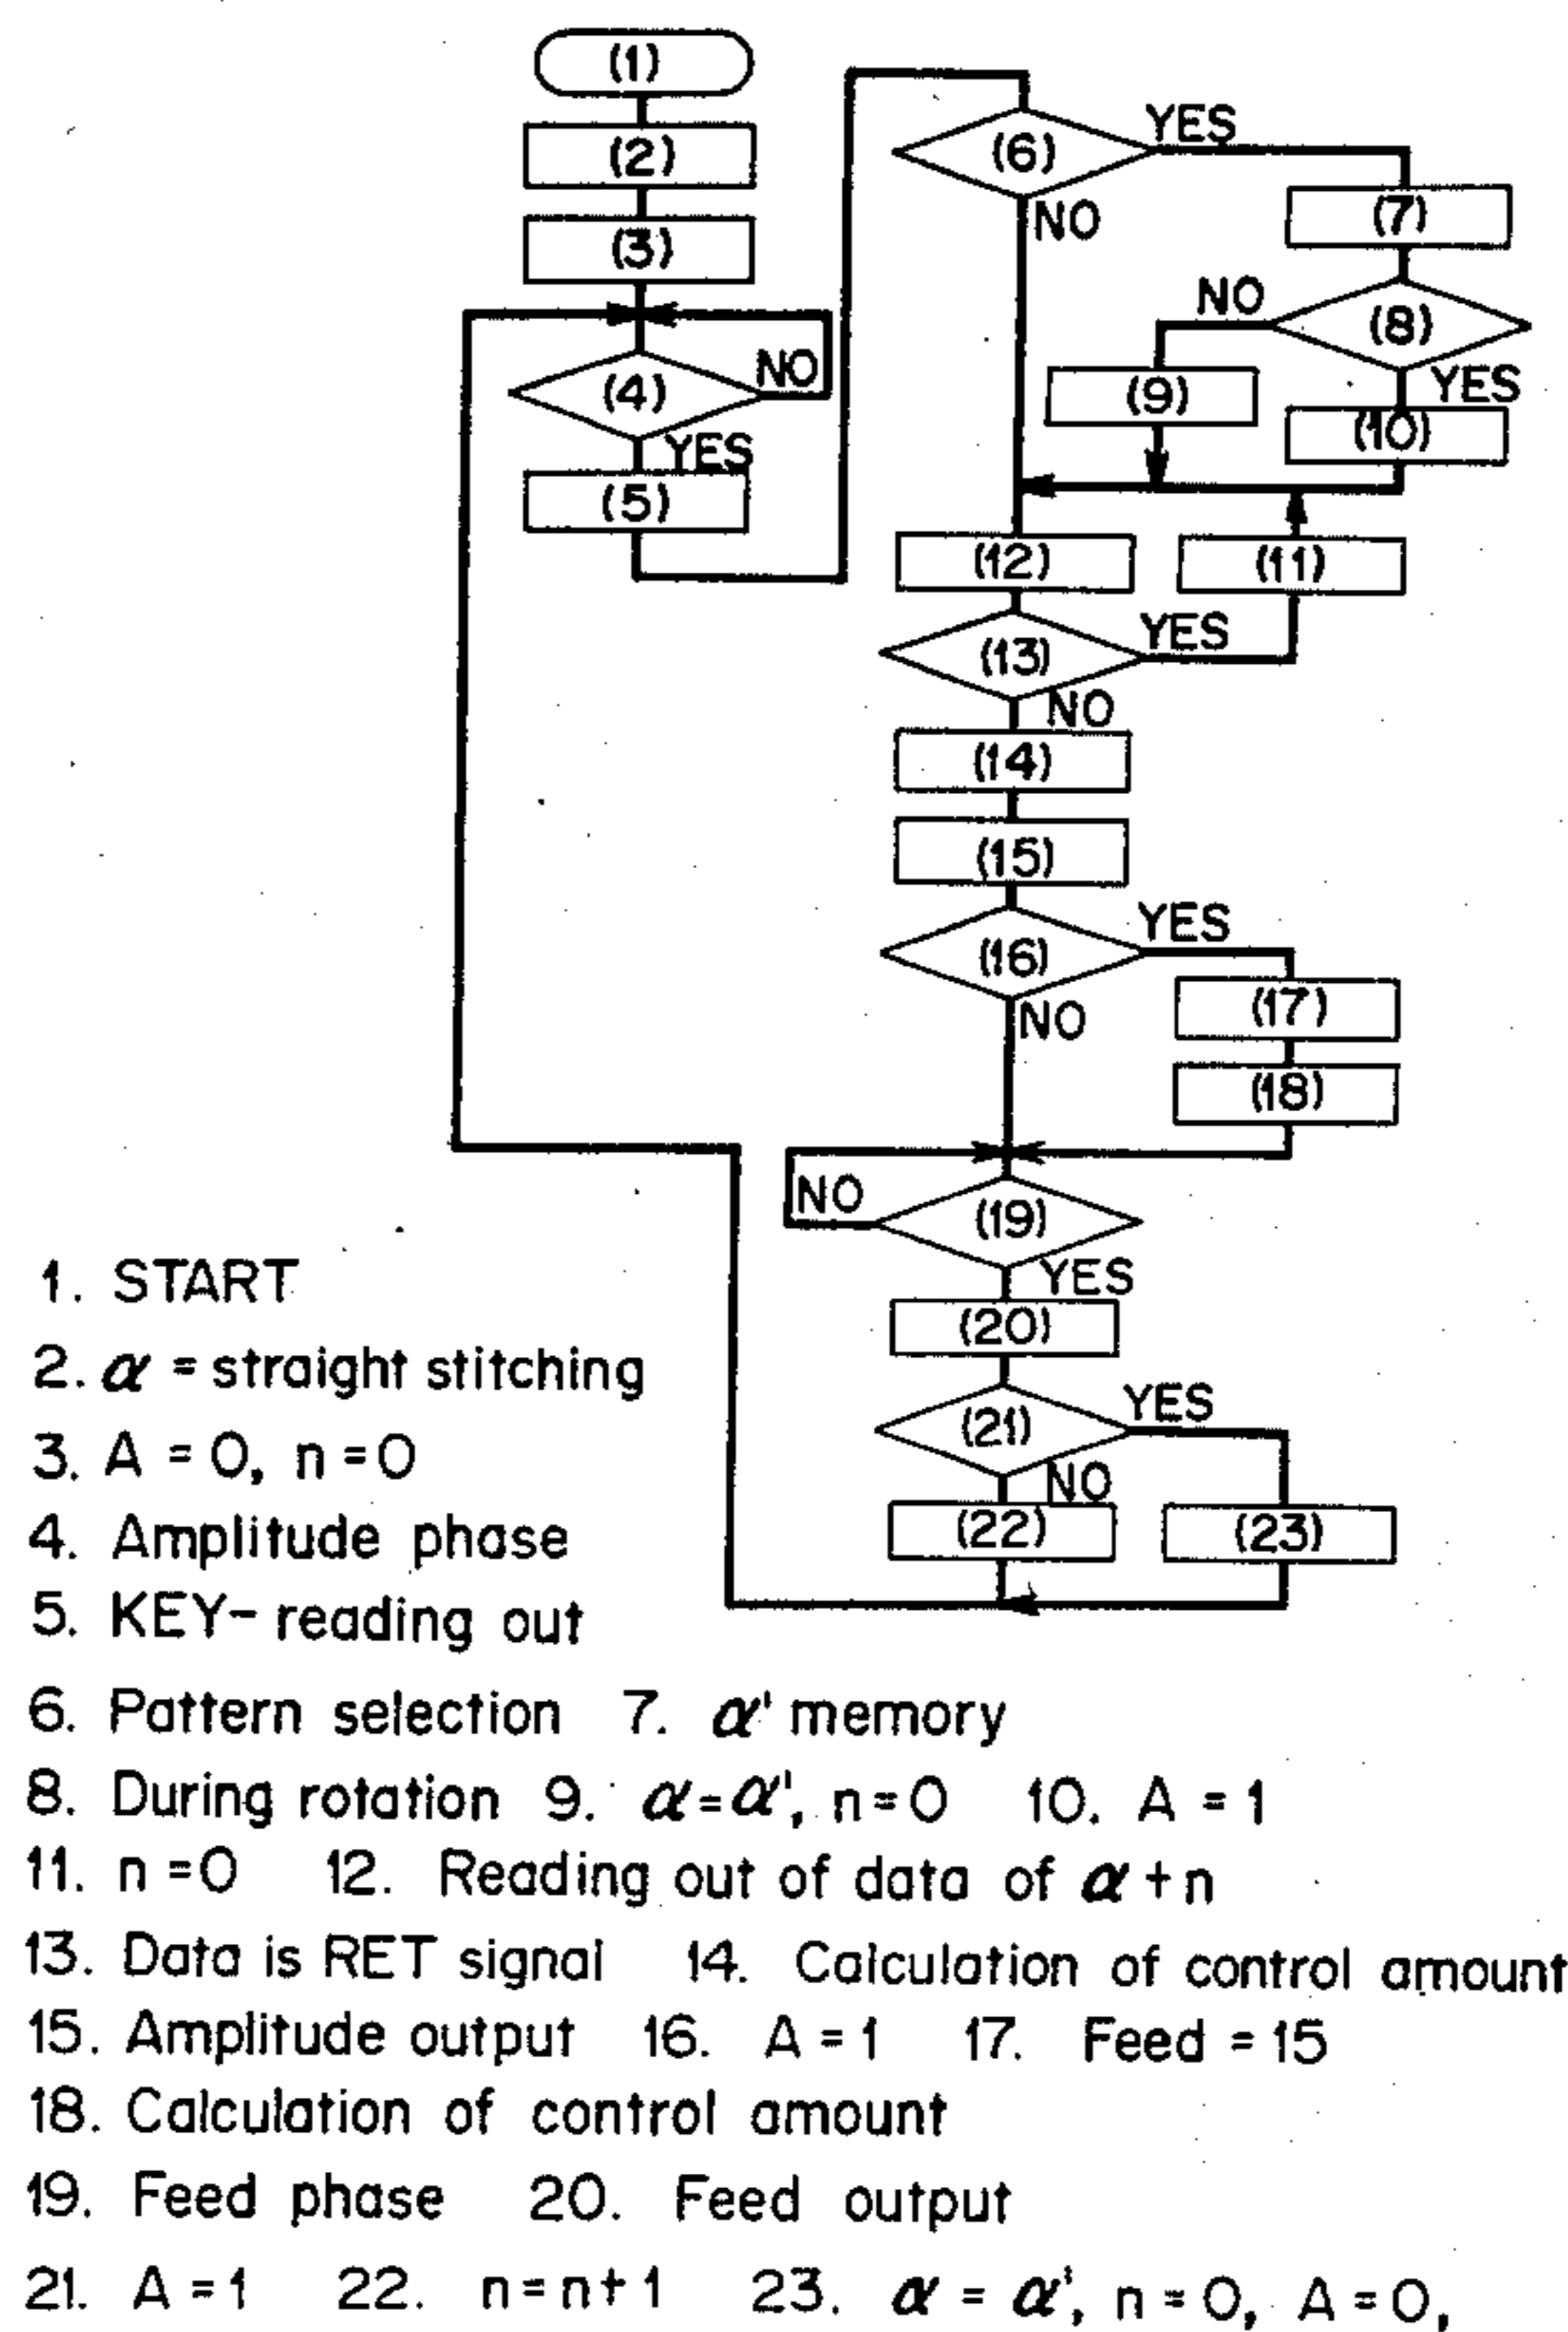 (1)
(2)
(3)
(4)
NO
YES
(5)
(6)
YES
NO
(7)
(8)
NO
YES
(9)
(10)
(12)
(11)
(13)
YES
NO
(14)
(15)
(16)
YES
NO
(17)
(18)
NO
(19)
YES
(20)
(21)
YES
NO
(22)
(23)
1. START
2. α = straight stitching
3. A = 0, n = 0
4. Amplitude phase
5. KEY- reading out
6. Pattern selection 7. α' memory
8. During rotation 9. α = α', n = 0 10. A = 1
11. n = 0 12. Reading out of data of α + n
13. Data is RET signal 14. Calculation of control amount
15. Amplitude output 16. A = 1 17. Feed = 15
18. Calculation of control amount
19. Feed phase 20. Feed output
21. A = 1 22. n = n + 1 23. α = α', n = 0, A = 0,